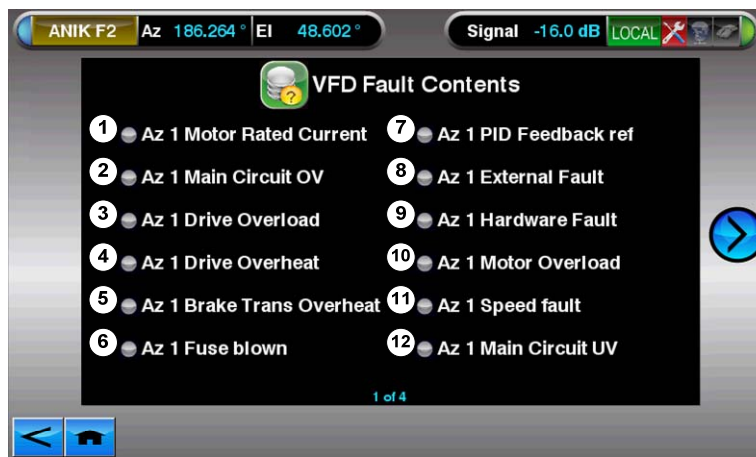 ANIK F2 Az 186.264 ° El 48.602 ° Signal -16.0 dB LOCAL
? VFD Fault Contents
1 Az 1 Motor Rated Current
2 Az 1 Main Circuit OV
3 Az 1 Drive Overload
4 Az 1 Drive Overheat
5 Az 1 Brake Trans Overheat
6 Az 1 Fuse blown
7 Az 1 PID Feedback ref
8 Az 1 External Fault
9 Az 1 Hardware Fault
10 Az 1 Motor Overload
11 Az 1 Speed fault
12 Az 1 Main Circuit UV
1 of 4